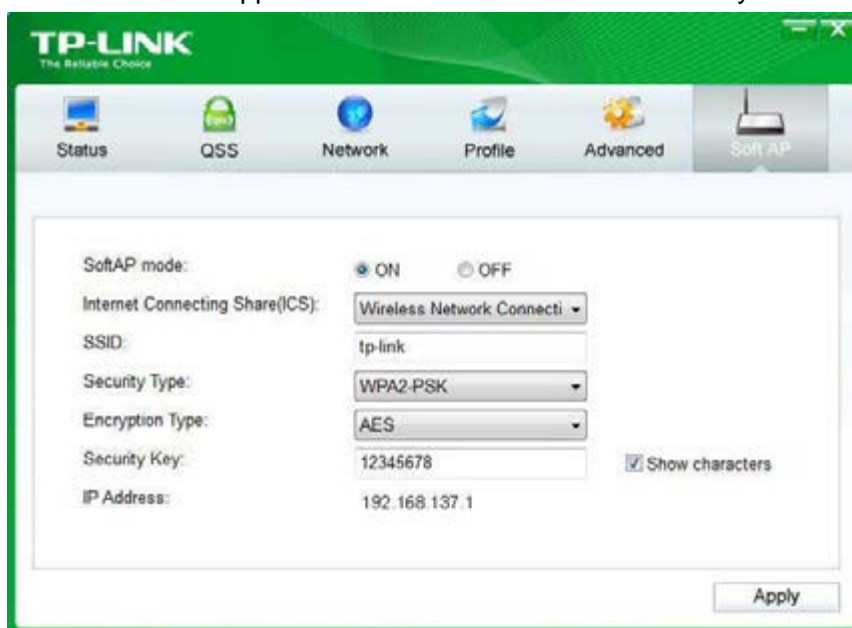 TP-LINK
The Reliable Choice
Status QSS Network Profile Advanced Soft AP
SoftAP mode: ON OFF
Internet Connecting Share(ICS): Wireless Network Connecti
SSID: tp-link
Security Type: WPA2-PSK
Encryption Type: AES
Security Key: 12345678 Show characters
IP Address: 192.168.137.1
Apply